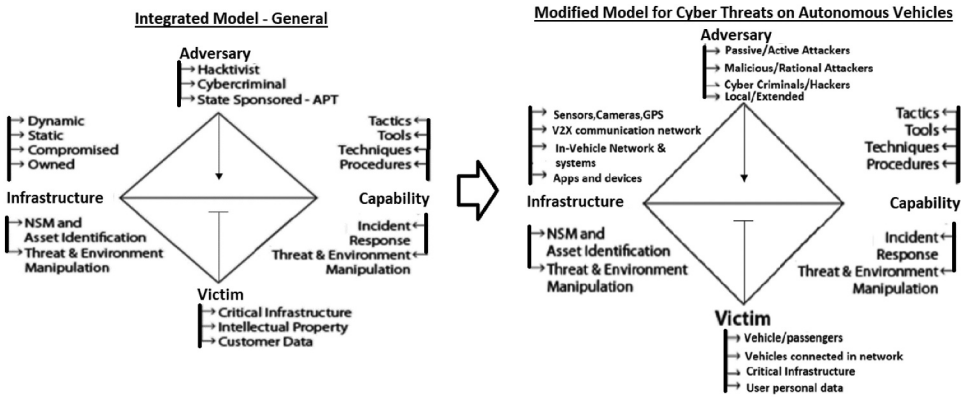 Integrated Model - General
Adversary
Hacktivist
Cybercriminal
State Sponsored - APT
Dynamic
Static
Compromised
Owned
Infrastructure
Tactics
Tools
Techniques
Procedures
Capability
NSM and
Asset Identification
Threat & Environment
Manipulation
Incident
Response
Threat & Environment
Manipulation
Victim
Critical Infrastructure
Intellectual Property
Customer Data
Modified Model for Cyber Threats on Autonomous Vehicles
Adversary
Passive/Active Attackers
Malicious/Rational Attackers
Cyber Criminals/Hackers
Local/Extended
Sensors,Cameras,GPS
V2X communication network
In-Vehicle Network &
systems
Apps and devices
Infrastructure
Tactics
Tools
Techniques
Procedures
Capability
NSM and
Asset Identification
Threat & Environment
Manipulation
Incident
Response
Threat & Environment
Manipulation
Victim
Vehicle/passengers
Vehicles connected in network
Critical Infrastructure
User personal data